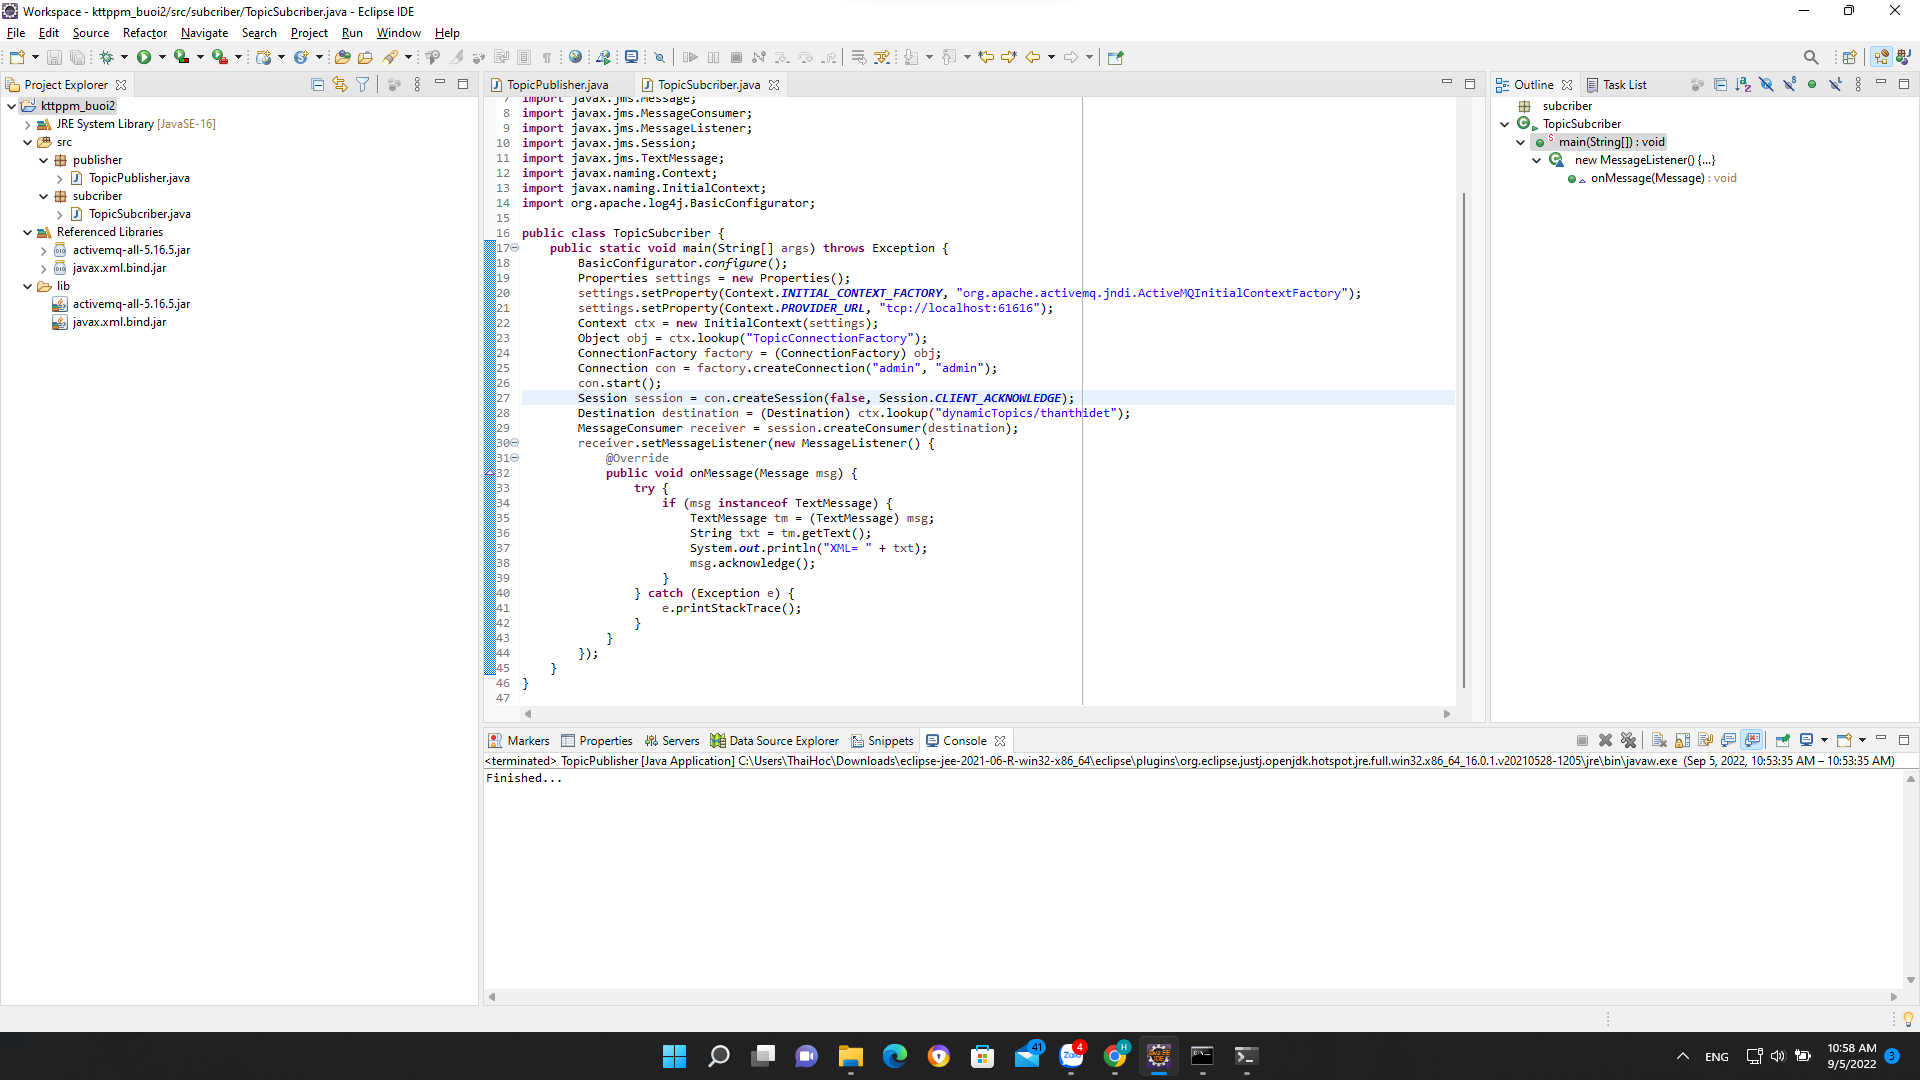 Workspace - kttppm_buoi2/src/subcriber/TopicSubcriber.java - Eclipse IDE
File Edit Source Refactor Navigate Search Project Run Window Help
Project Explorer
kttppm_buoi2
JRE System Library [JavaSE-16]
src
publisher
TopicPublisher.java
subcriber
TopicSubcriber.java
Referenced Libraries
activemq-all-5.16.5.jar
javax.xml.bind.jar
lib
activemq-all-5.16.5.jar
javax.xml.bind.jar
TopicPublisher.java TopicSubcriber.java
7 import javax.jms.Message;
8 import javax.jms.MessageConsumer;
9 import javax.jms.MessageListener;
10 import javax.jms.Session;
11 import javax.jms.TextMessage;
12 import javax.naming.Context;
13 import javax.naming.InitialContext;
14 import org.apache.log4j.BasicConfigurator;
15
16 public class TopicSubcriber {
17 public static void main(String[] args) throws Exception {
18 BasicConfigurator.configure();
19 Properties settings = new Properties();
20 settings.setProperty(Context.INITIAL_CONTEXT_FACTORY, "org.apache.activemq.jndi.ActiveMQInitialContextFactory");
21 settings.setProperty(Context.PROVIDER_URL, "tcp://localhost:61616");
22 Context ctx = new InitialContext(settings);
23 Object obj = ctx.lookup("TopicConnectionFactory");
24 ConnectionFactory factory = (ConnectionFactory) obj;
25 Connection con = factory.createConnection("admin", "admin");
26 con.start();
27 Session session = con.createSession(false, Session.CLIENT_ACKNOWLEDGE);
28 Destination destination = (Destination) ctx.lookup("dynamicTopics/thanthidet");
29 MessageConsumer receiver = session.createConsumer(destination);
30 receiver.setMessageListener(new MessageListener() {
31 @Override
32 public void onMessage(Message msg) {
33 try {
34 if (msg instanceof TextMessage) {
35 TextMessage tm = (TextMessage) msg;
36 String txt = tm.getText();
37 System.out.println("XML= " + txt);
38 msg.acknowledge();
39 }
40 } catch (Exception e) {
41 e.printStackTrace();
42 }
43 }
44 });
45 }
46 }
47
Outline Task List
subcriber
TopicSubcriber
main(String[]) : void
new MessageListener() {...}
onMessage(Message) : void
Markers Properties Servers Data Source Explorer Snippets Console
<terminated> TopicPublisher [Java Application] C:\Users\ThaiHoc\Downloads\eclipse-jee-2021-06-R-win32-x86_64\eclipse\plugins\org.eclipse.justj.openjdk.hotspot.jre.full.win32.x86_64_16.0.1.v20210528-1205\jre\bin\javaw.exe (Sep 5, 2022, 10:53:35 AM – 10:53:35 AM)
Finished...
41
Zalo
4
H
Java EE
IDE
ENG
10:58 AM
9/5/2022
3